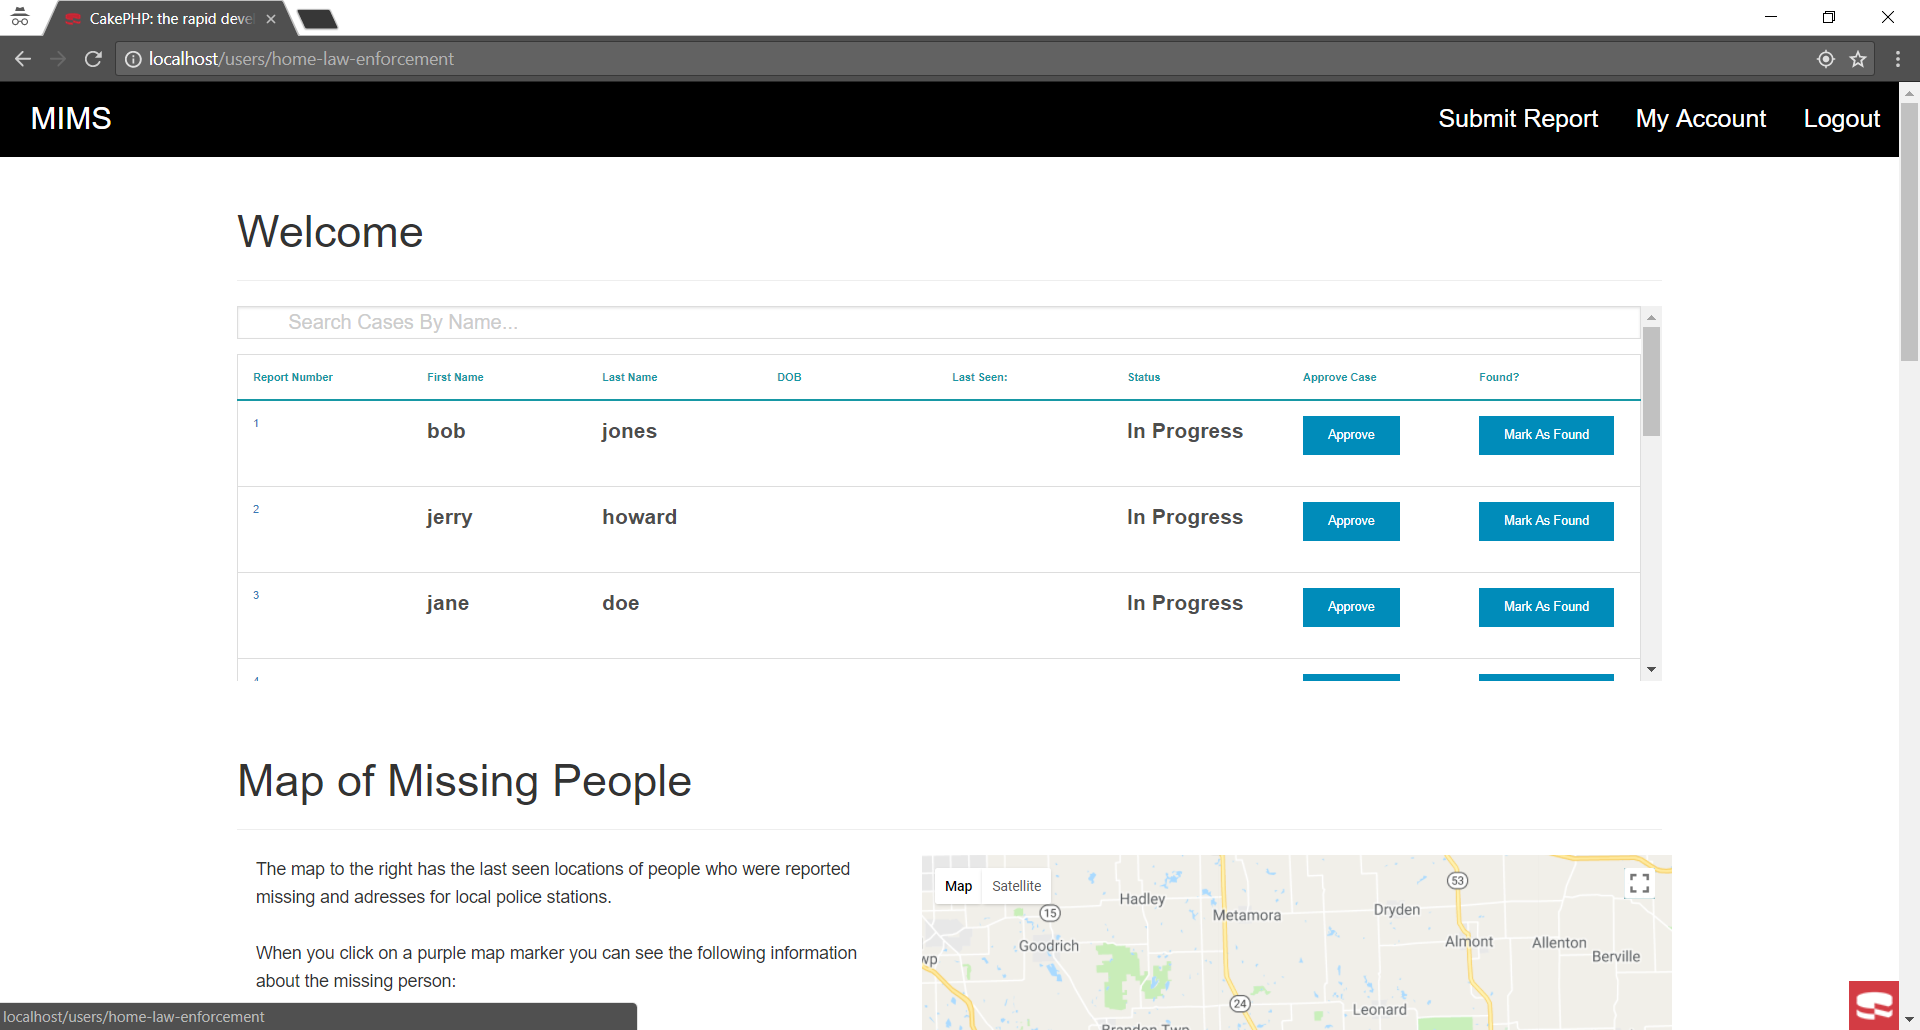 CakePHP: the rapid deve
localhost/users/home-law-enforcement
MIMS
Submit Report My Account Logout
Welcome
Search Cases By Name...
Report Number First Name Last Name DOB Last Seen: Status Approve Case Found?
1 bob jones In Progress Approve Mark As Found
2 jerry howard In Progress Approve Mark As Found
3 jane doe In Progress Approve Mark As Found
Map of Missing People
The map to the right has the last seen locations of people who were reported
missing and adresses for local police stations.
When you click on a purple map marker you can see the following information
about the missing person:
Map Satellite
53
Hadley
15
Metamora
Dryden
Goodrich
Almont
Allenton
Berville
wp
24
Leonard
Brandon Twp
localhost/users/home-law-enforcement